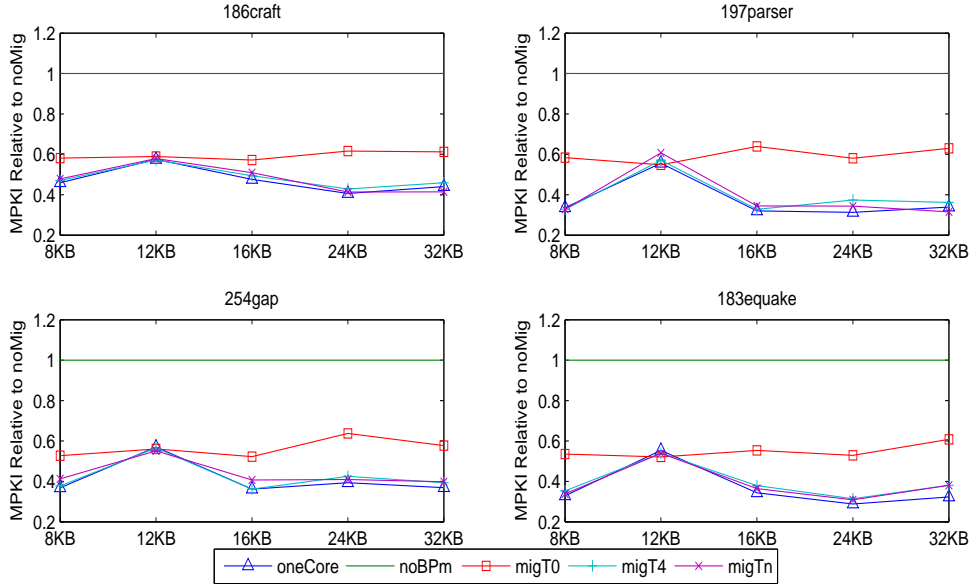 186craft
197parser
MPKI Relative to noMig
1.2
1
0.8
0.6
0.4
0.2
8KB 12KB 16KB 24KB 32KB
MPKI Relative to noMig
1.2
1
0.8
0.6
0.4
0.2
8KB 12KB 16KB 24KB 32KB
254gap
183equake
MPKI Relative to noMig
1.2
1
0.8
0.6
0.4
0.2
8KB 12KB 16KB 24KB 32KB
MPKI Relative to noMig
1.2
1
0.8
0.6
0.4
0.2
8KB 12KB 16KB 24KB 32KB
oneCore noBPm migT0 migT4 migTn